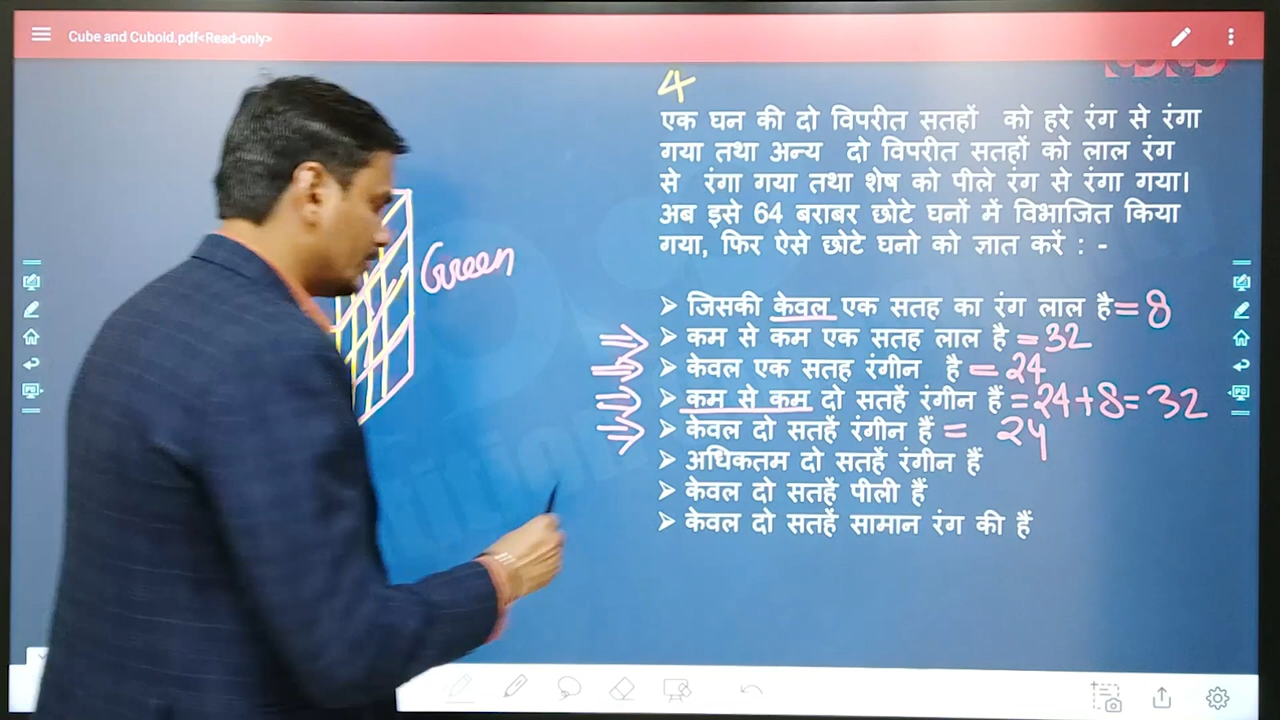 Cube and Cuboid.pdf<Read-only>
4
एक घन की दो विपरीत सतहों को हरे रंग से रंगा
गया तथा अन्य दो विपरीत सतहों को लाल रंग
से रंगा गया तथा शेष को पीले रंग से रंगा गया।
अब इसे 64 बराबर छोटे घनों में विभाजित किया
गया, फिर ऐसे छोटे घनो को ज्ञात करें : -
Green
➤ जिसकी केवल एक सतह का रंग लाल है = 8
⇒ ➤ कम से कम एक सतह लाल है = 32
⇒ ➤ केवल एक सतह रंगीन है = 24
⇒ ➤ कम से कम दो सतहें रंगीन हैं = 24+8= 32
⇒ ➤ केवल दो सतहें रंगीन हैं = 24
➤ अधिकतम दो सतहें रंगीन हैं
➤ केवल दो सतहें पीली हैं
➤ केवल दो सतहें सामान रंग की हैं